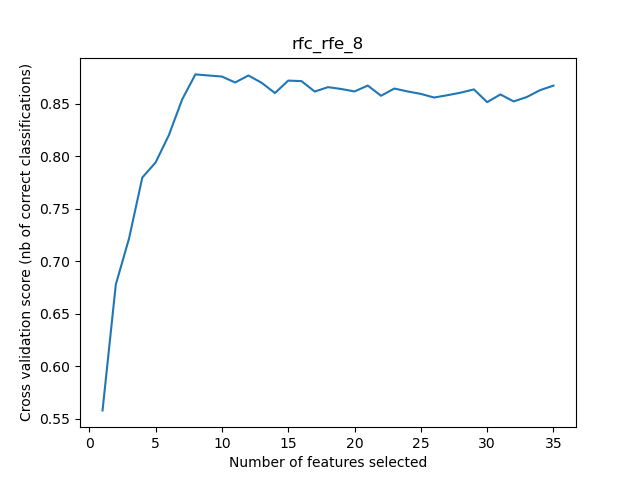 rfc_rfe_8
Cross validation score (nb of correct classifications)
0.85
0.80
0.75
0.70
0.65
0.60
0.55
0 5 10 15 20 25 30 35
Number of features selected